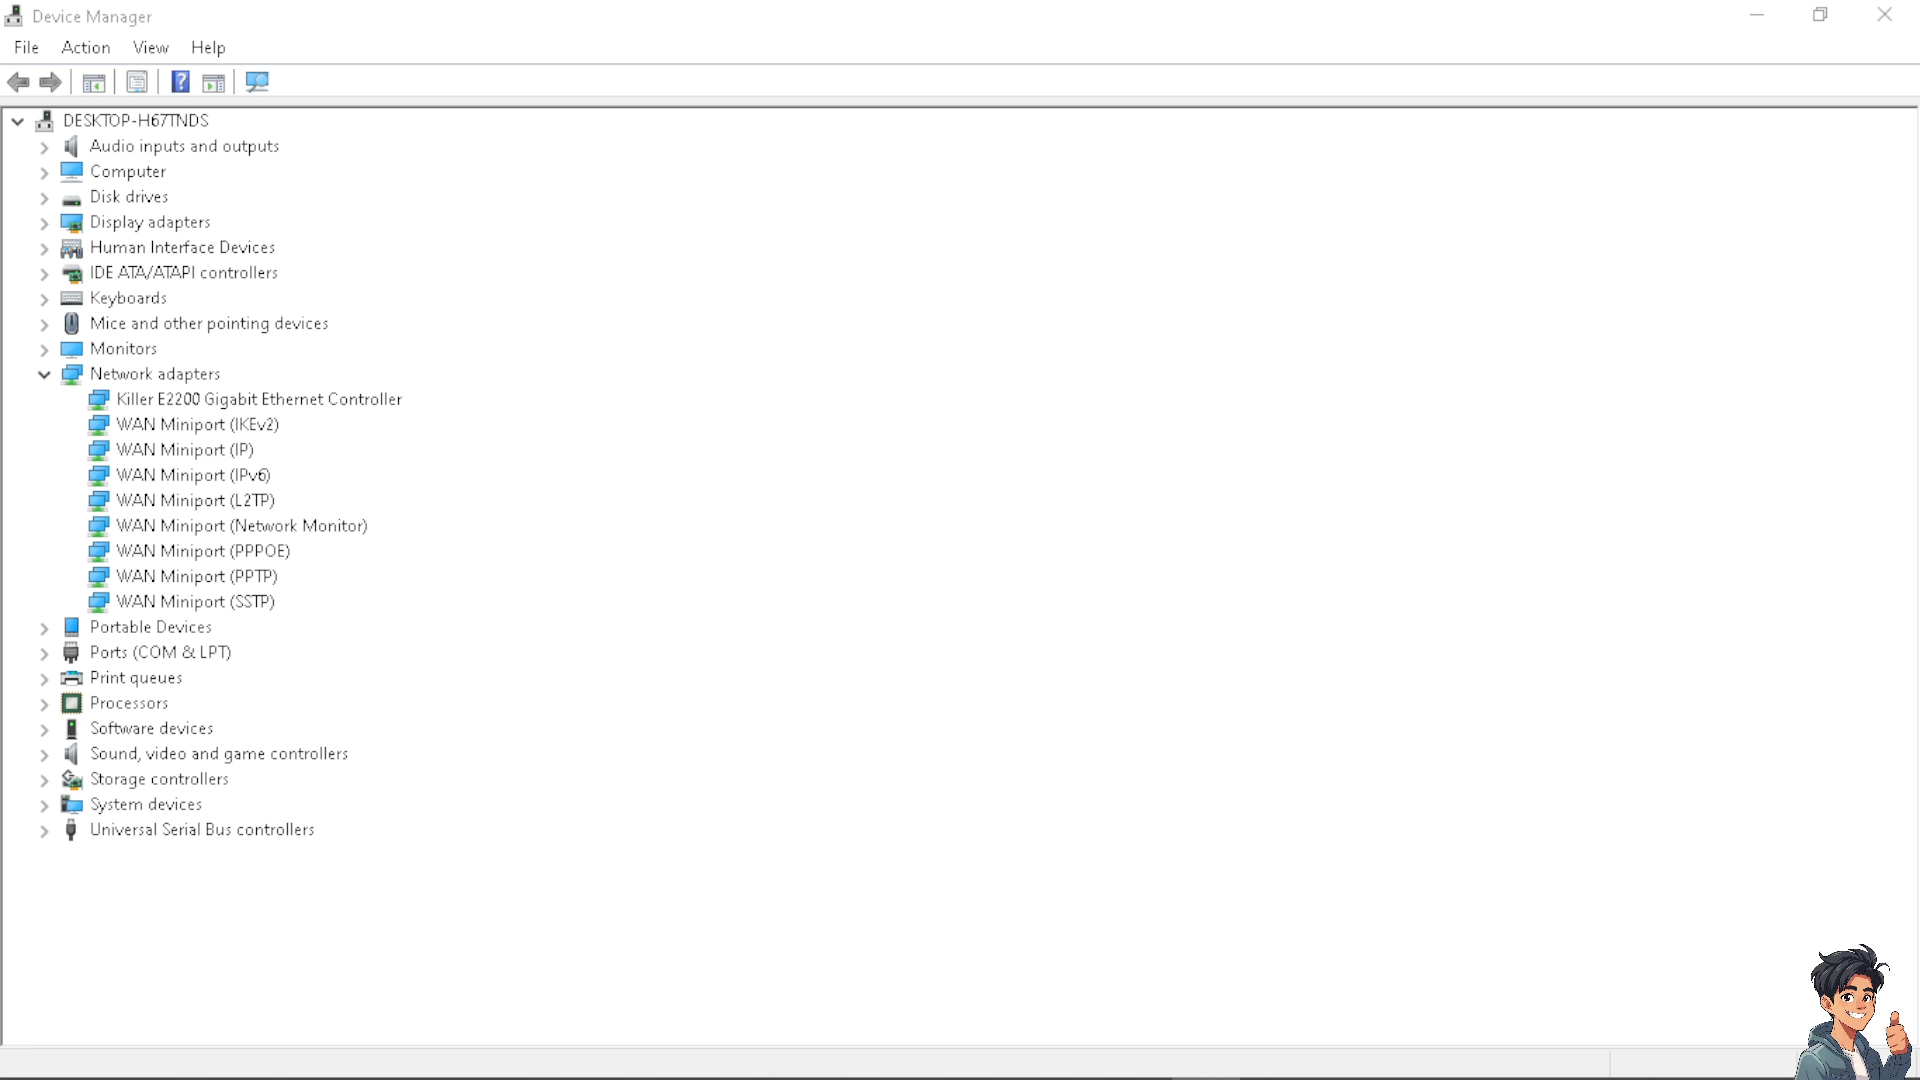 Device Manager
File Action View Help
DESKTOP-H67TNDS
Audio inputs and outputs
Computer
Disk drives
Display adapters
Human Interface Devices
IDE ATA/ATAPI controllers
Keyboards
Mice and other pointing devices
Monitors
Network adapters
Killer E2200 Gigabit Ethernet Controller
WAN Miniport (IKEv2)
WAN Miniport (IP)
WAN Miniport (IPv6)
WAN Miniport (L2TP)
WAN Miniport (Network Monitor)
WAN Miniport (PPPOE)
WAN Miniport (PPTP)
WAN Miniport (SSTP)
Portable Devices
Ports (COM & LPT)
Print queues
Processors
Software devices
Sound, video and game controllers
Storage controllers
System devices
Universal Serial Bus controllers